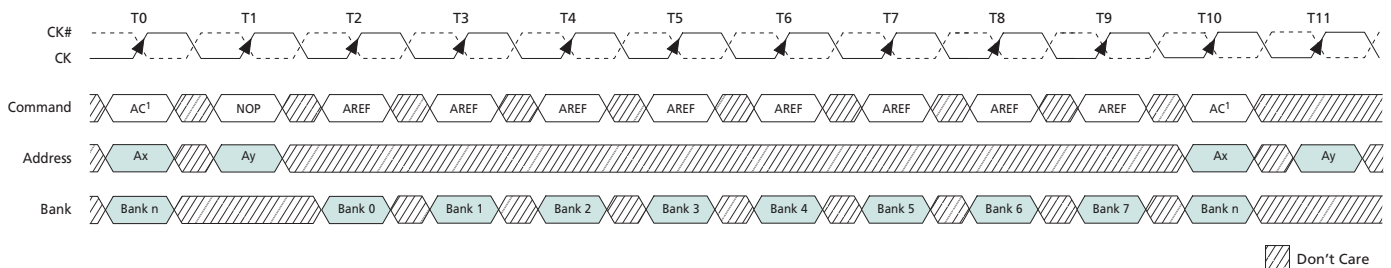 T0 T1 T2 T3 T4 T5 T6 T7 T8 T9 T10 T11
CK#
CK
Command AC¹ NOP AREF AREF AREF AREF AREF AREF AREF AREF AC¹
Address Ax Ay Ax Ay
Bank Bank n Bank 0 Bank 1 Bank 2 Bank 3 Bank 4 Bank 5 Bank 6 Bank 7 Bank n
Don't Care